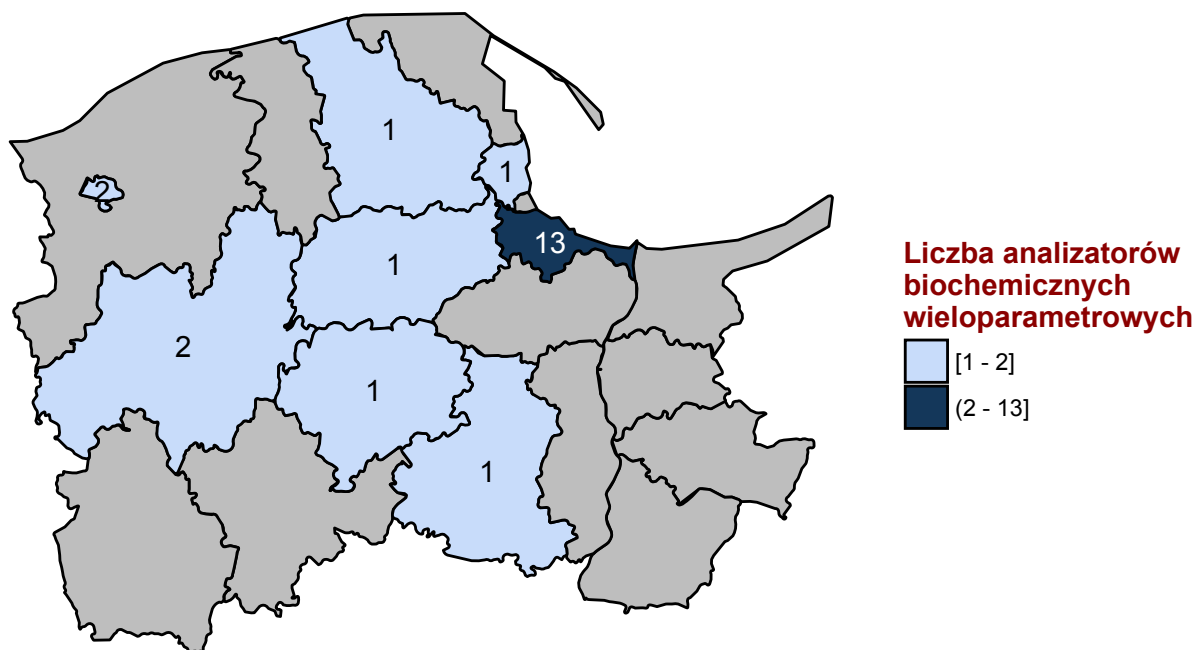 1
1
2
13
1
2
1
1
Liczba analizatorów
biochemicznych
wieloparametrowych
[1 - 2]
(2 - 13]